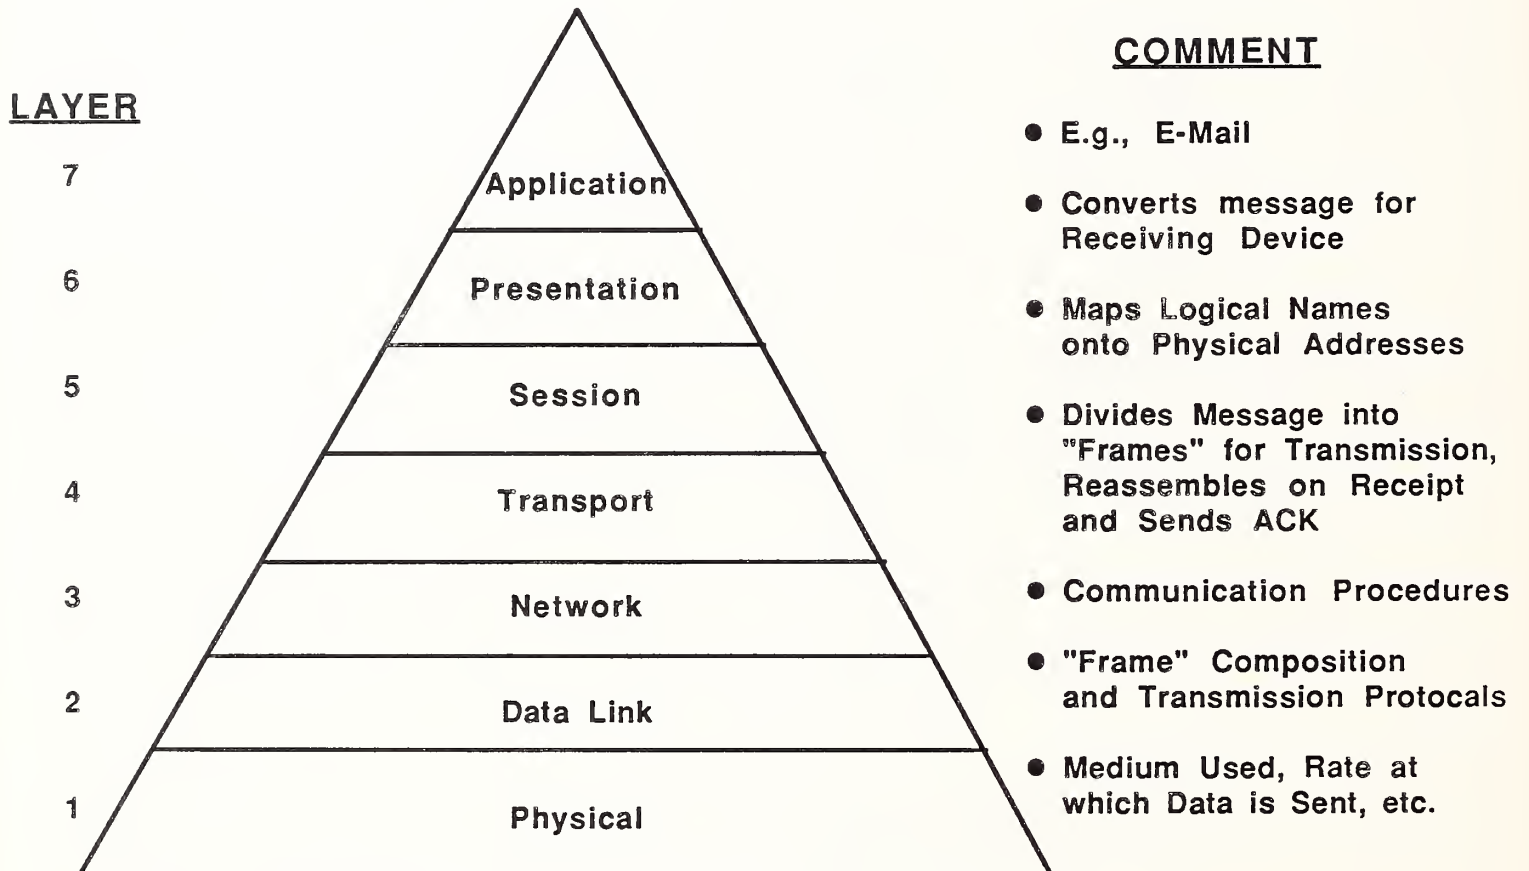 COMMENT
LAYER
7
Application
6
Presentation
5
Session
4
Transport
3
Network
2
Data Link
1
Physical
● E.g., E-Mail
● Converts message for
Receiving Device
● Maps Logical Names
onto Physical Addresses
● Divides Message into
"Frames" for Transmission,
Reassembles on Receipt
and Sends ACK
● Communication Procedures
● "Frame" Composition
and Transmission Protocals
● Medium Used, Rate at
which Data is Sent, etc.